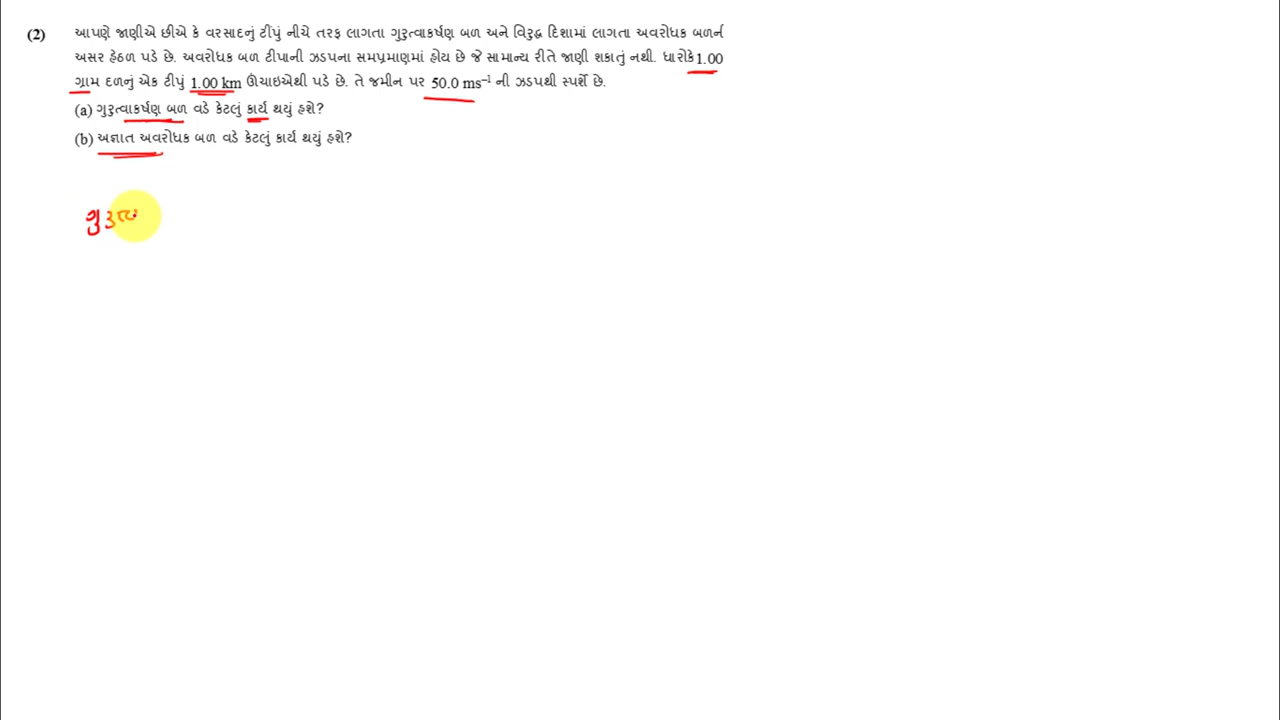 (2) આપણે જાણીએ છીએ કે વરસાદનું ટીંપું નીચે તરફ લાગતા ગુરુત્વાકર્ષણ બળ અને વિરુદ્ધ દિશામાં લાગતા અવરોધક બળર્ન
અસર હેઠળ પડે છે. અવરોધક બળ ટીપાની ઝડપના સમપ્રમાણમાં હોય છે જે સામાન્ય રીતે જાણી શકાતું નથી. ધારોકે 1.00
ગ્રામ દળનું એક ટીપું 1.00 km ઊંચાઇએથી પડે છે. તે જમીન પર 50.0 ms⁻¹ ની ઝડપથી સ્પર્શે છે.
(a) ગુરુત્વાકર્ષણ બળ વડે કેટલું કાર્ય થયું હશે?
(b) અજ્ઞાત અવરોધક બળ વડે કેટલું કાર્ય થયું હશે?
ગુરુત્વ